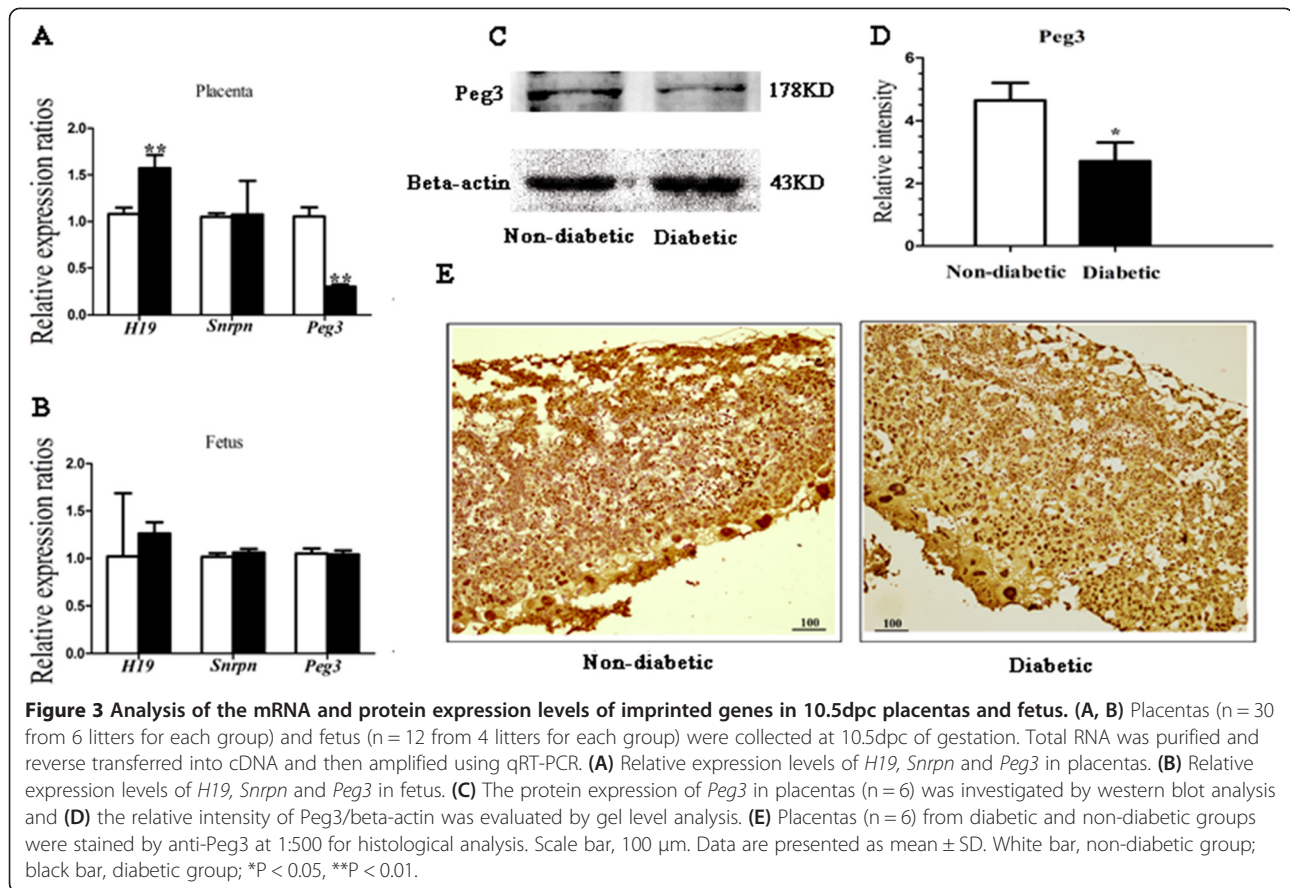 A
Placenta
Relative expression ratios
2.0
1.5
1.0
0.5
0.0
**
**
H19 Snrpn Peg3
B
Fetus
Relative expression ratios
2.0
1.5
1.0
0.5
0.0
H19 Snrpn Peg3
C
Peg3 178KD
Beta-actin 43KD
Non-diabetic Diabetic
D
Peg3
Relative intensity
6
4
2
0
*
Non-diabetic Diabetic
E
100
100
Non-diabetic Diabetic
Figure 3 Analysis of the mRNA and protein expression levels of imprinted genes in 10.5dpc placentas and fetus. (A, B) Placentas (n = 30
from 6 litters for each group) and fetus (n = 12 from 4 litters for each group) were collected at 10.5dpc of gestation. Total RNA was purified and
reverse transferred into cDNA and then amplified using qRT-PCR. (A) Relative expression levels of H19, Snrpn and Peg3 in placentas. (B) Relative
expression levels of H19, Snrpn and Peg3 in fetus. (C) The protein expression of Peg3 in placentas (n = 6) was investigated by western blot analysis
and (D) the relative intensity of Peg3/beta-actin was evaluated by gel level analysis. (E) Placentas (n = 6) from diabetic and non-diabetic groups
were stained by anti-Peg3 at 1:500 for histological analysis. Scale bar, 100 μm. Data are presented as mean ± SD. White bar, non-diabetic group;
black bar, diabetic group; *P < 0.05, **P < 0.01.